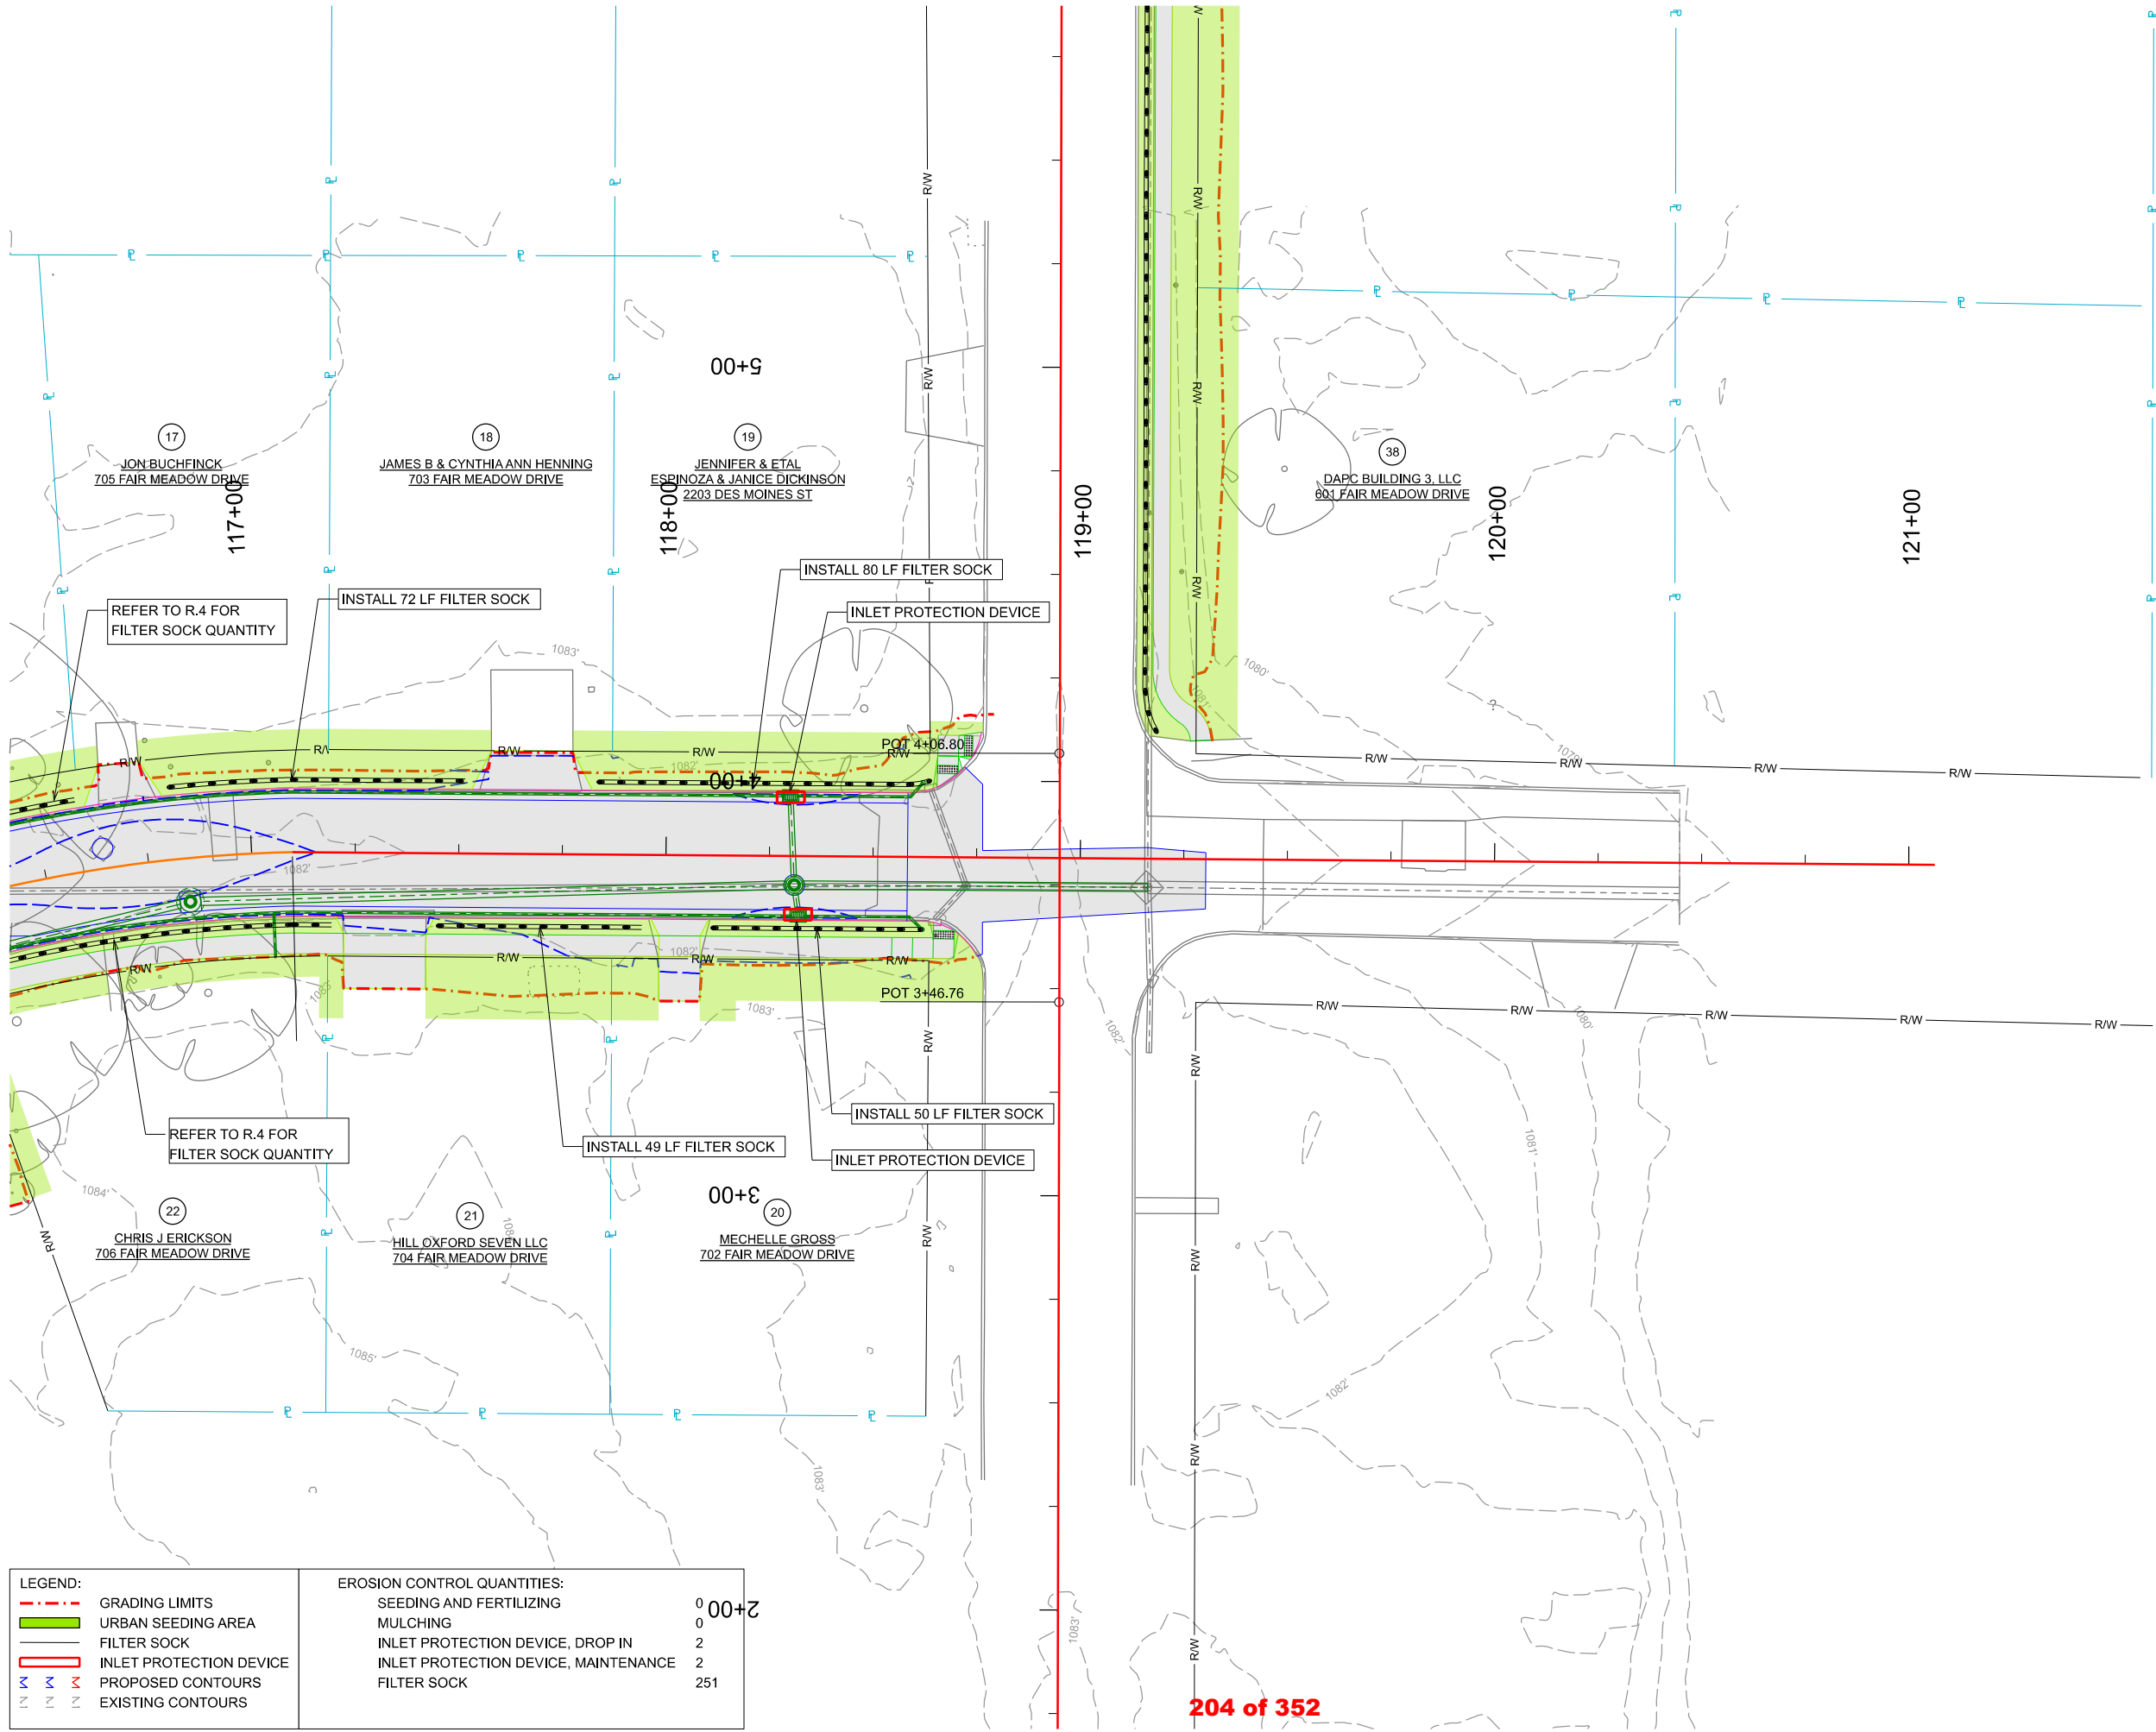 5+00
17
JON BUCHFINCK
705 FAIR MEADOW DRIVE
18
JAMES B & CYNTHIA ANN HENNING
703 FAIR MEADOW DRIVE
19
JENNIFER & ETAL
ESPINOZA & JANICE DICKINSON
2203 DES MOINES ST
38
DAPC BUILDING 3, LLC
601 FAIR MEADOW DRIVE
117+00
118+00
119+00
120+00
121+00
INSTALL 80 LF FILTER SOCK
INSTALL 72 LF FILTER SOCK
INLET PROTECTION DEVICE
REFER TO R.4 FOR
FILTER SOCK QUANTITY
1083'
1080'
1081'
1079'
POT 4+06.80
R/W
R/W
R/W
R/W
R/W
R/W
R/W
R/W
1082'
4+00
1082'
R/W
R/W
R/W
R/W
1082'
1083'
POT 3+46.76
1083'
1082'
1080'
R/W
R/W
R/W
R/W
R/W
INSTALL 50 LF FILTER SOCK
REFER TO R.4 FOR
FILTER SOCK QUANTITY
INSTALL 49 LF FILTER SOCK
INLET PROTECTION DEVICE
1081'
1084'
3+00
22
CHRIS J ERICKSON
706 FAIR MEADOW DRIVE
21
HILL OXFORD SEVEN LLC
704 FAIR MEADOW DRIVE
20
MECHELLE GROSS
702 FAIR MEADOW DRIVE
R/W
R/W
R/W
R/W
R/W
R/W
R/W
R/W
R/W
R/W
R/W
R/W
1085'
1082'
1083'
1083'
2+00
LEGEND:
GRADING LIMITS
URBAN SEEDING AREA
FILTER SOCK
INLET PROTECTION DEVICE
PROPOSED CONTOURS
EXISTING CONTOURS
EROSION CONTROL QUANTITIES:
SEEDING AND FERTILIZING 0
MULCHING 0
INLET PROTECTION DEVICE, DROP IN 2
INLET PROTECTION DEVICE, MAINTENANCE 2
FILTER SOCK 251
204 of 352